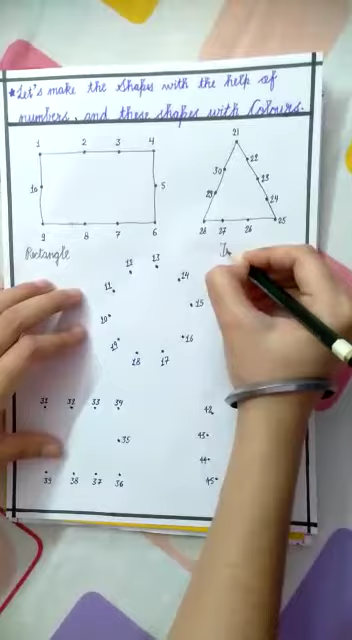 *Let's make the shapes with the help of
numbers, and these shapes with Colours.
1 2 3 4
10 5
9 8 7 6
Rectangle
21
30 22
29 23
24
28 27 26 25
13
14
11
15
20
16
19
18 17
31 32 33 34
35
39 38 37 36
42
43
44
45